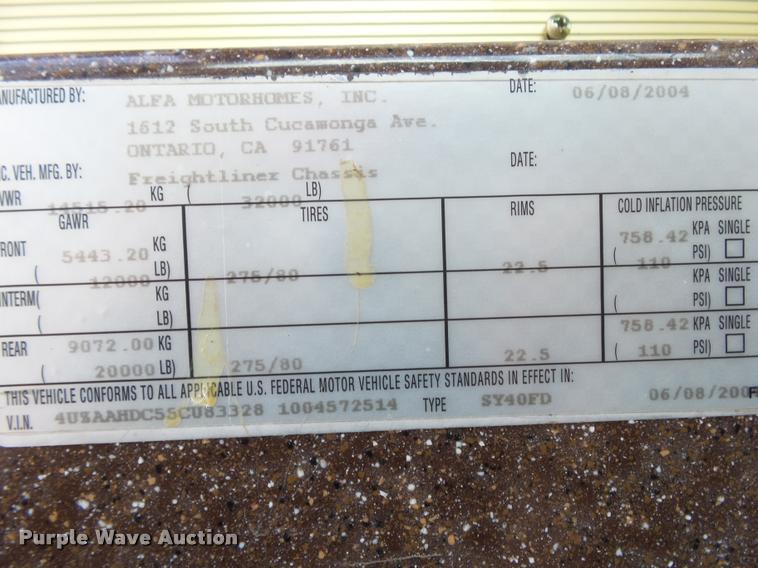 ANUFACTURED BY: ALFA MOTORHOMES, INC. DATE: 06/08/2004
1612 South Cucamonga Ave.
ONTARIO, CA 91761
C. VEH. MFG. BY: Freightliner Chassis DATE:
VWR 14515.20 KG ( 32000 LB)
GAWR TIRES RIMS COLD INFLATION PRESSURE
RONT 5443.20 KG 758.42 KPA SINGLE
( 12000 LB) 275/80 22.5 ( 110 PSI)
INTERM( KG KPA SINGLE
( LB) ( PSI)
REAR 9072.00 KG 758.42 KPA SINGLE
( 20000 LB) 275/80 22.5 ( 110 PSI)
THIS VEHICLE CONFORMS TO ALL APPLICABLE U.S. FEDERAL MOTOR VEHICLE SAFETY STANDARDS IN EFFECT IN: 06/08/200
V.I.N. 1004572514 TYPE SY40FD F
Purple Wave Auction